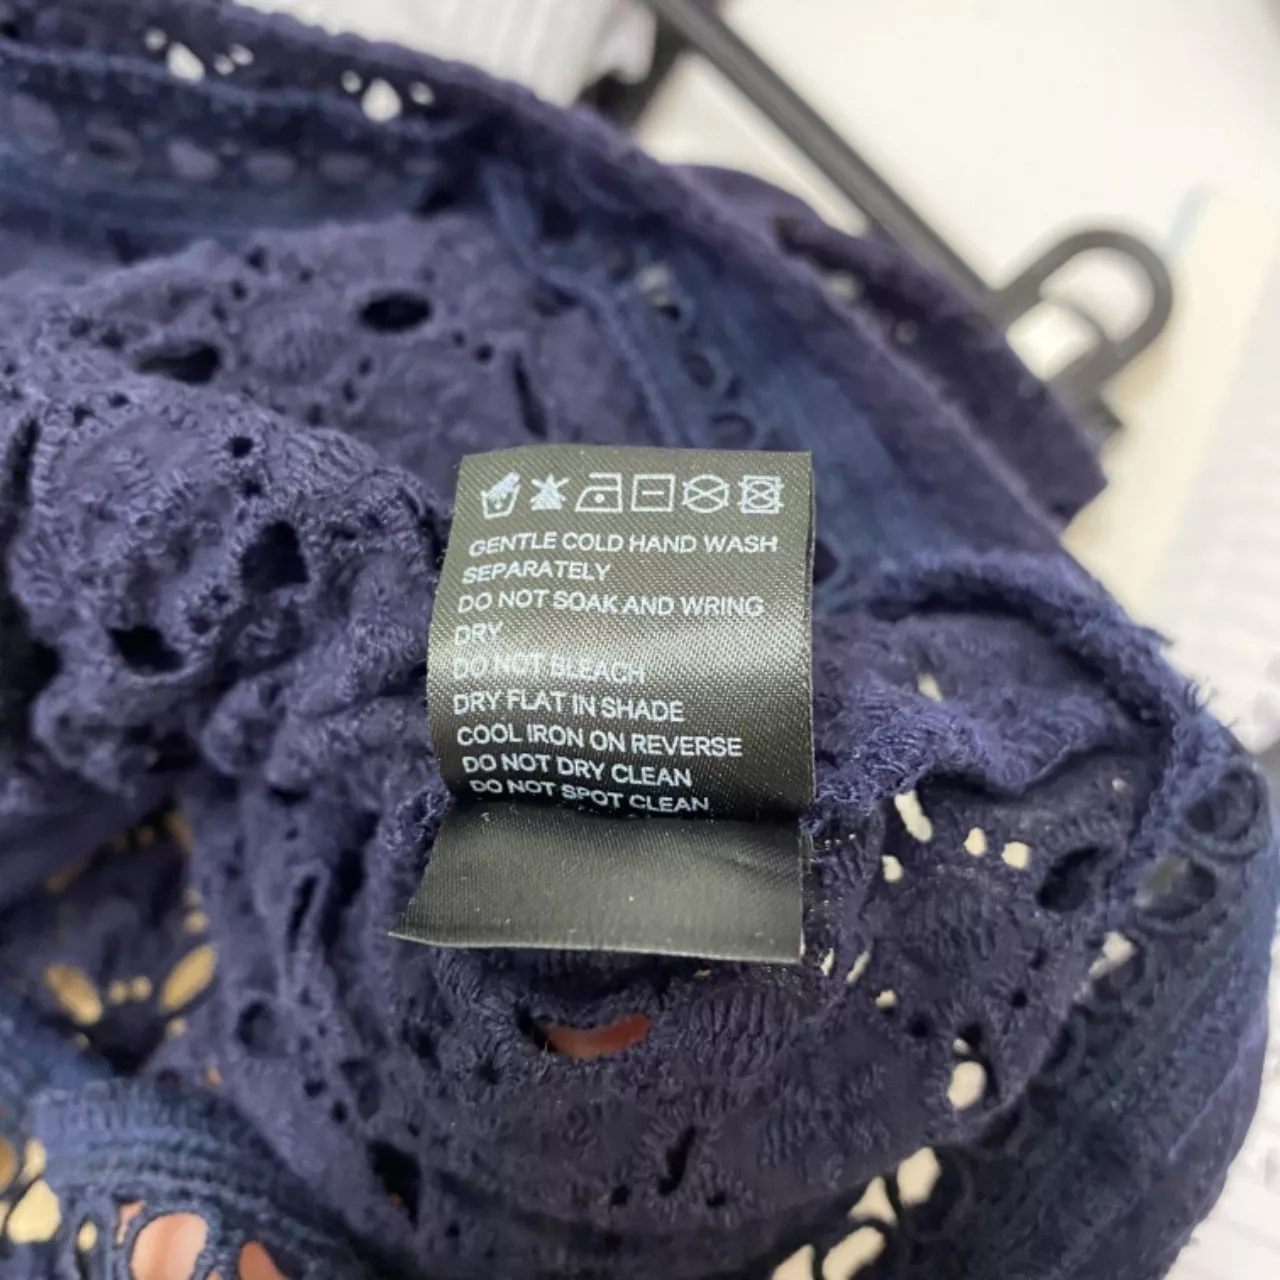 GENTLE COLD HAND WASH
SEPARATELY
DO NOT SOAK AND WRING
DRY
DO NOT BLEACH
DRY FLAT IN SHADE
COOL IRON ON REVERSE
DO NOT DRY CLEAN
DO NOT SPOT CLEAN